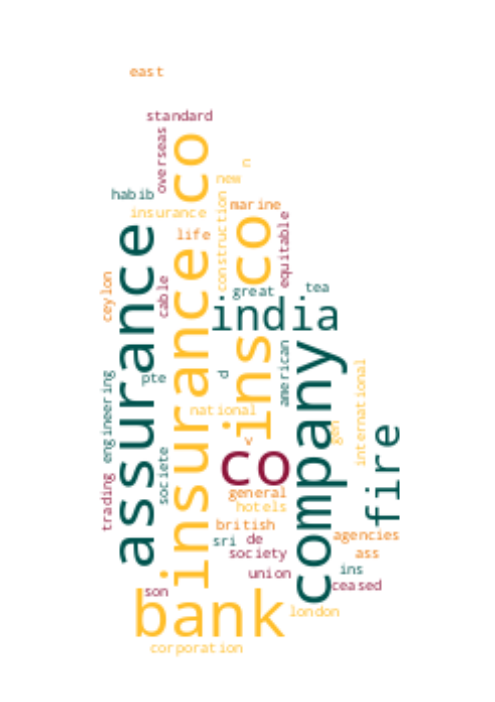 east
standard
overseas
insurance co
c
new
habib
insurance
marine
construction
life
ins co
equitable
assurance
ceylon
cable
great
tea
india
american
company
pte
d
engineering
national
international
gen
v
fire
co
societe
trading
general
hotels
british
agencies
sri
de
society
ass
union
ins
ceased
son
bank
london
corporation